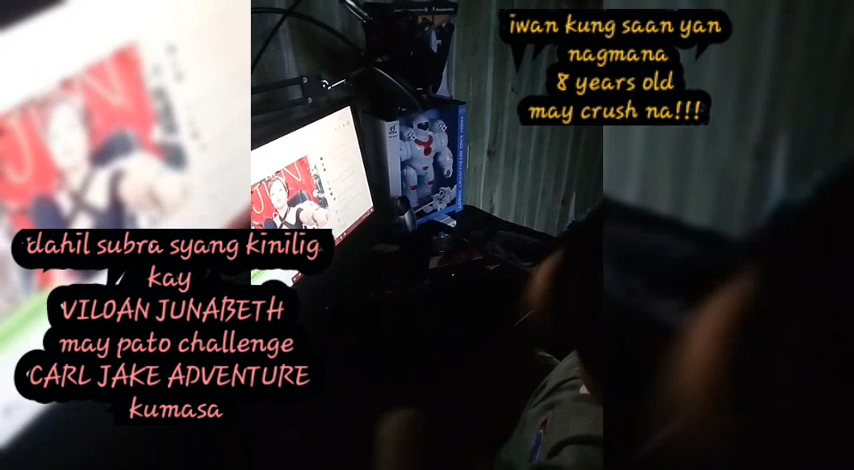 iwan kung saan yan
nagmana
8 years old
may crush na!!!
dahil subra syang kinilig
kay
VILOAN JUNABETH
may pato challenge
CARL JAKE ADVENTURE
kumasa